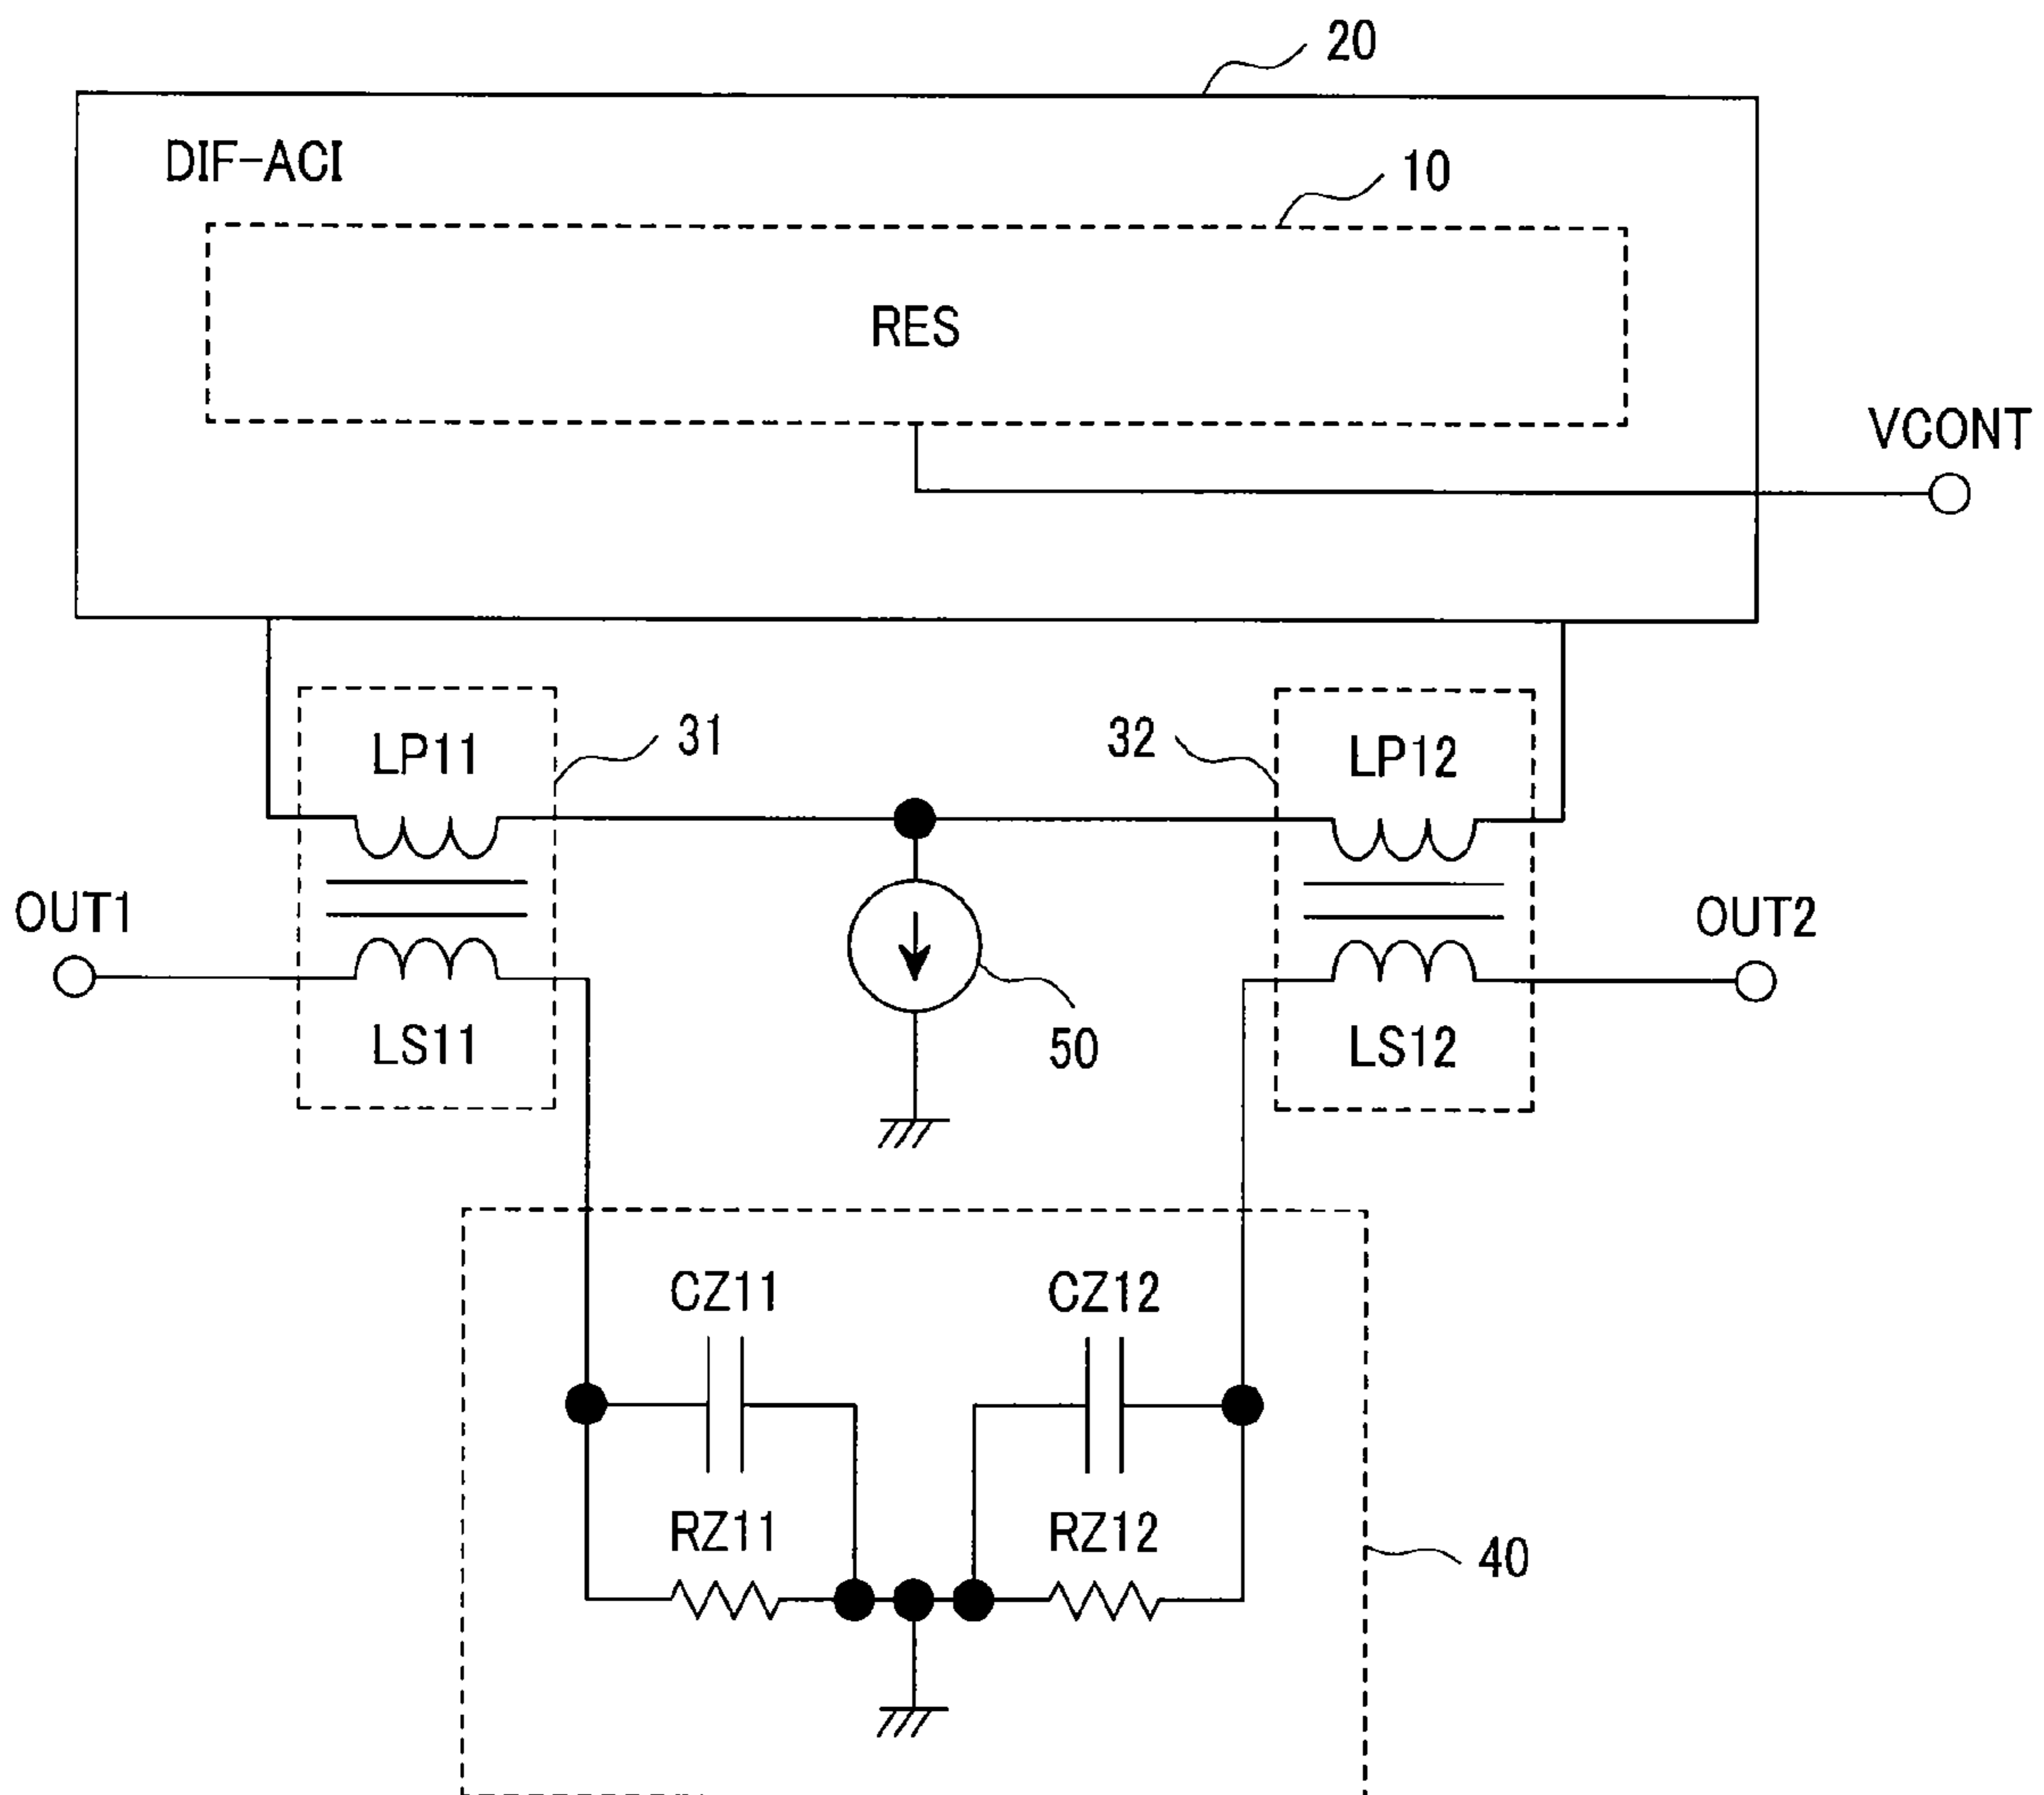 20
DIF-ACI
10
RES
VCONT
LP11
31
32
LP12
OUT1
OUT2
LS11
50
LS12
CZ11
CZ12
RZ11
RZ12
40